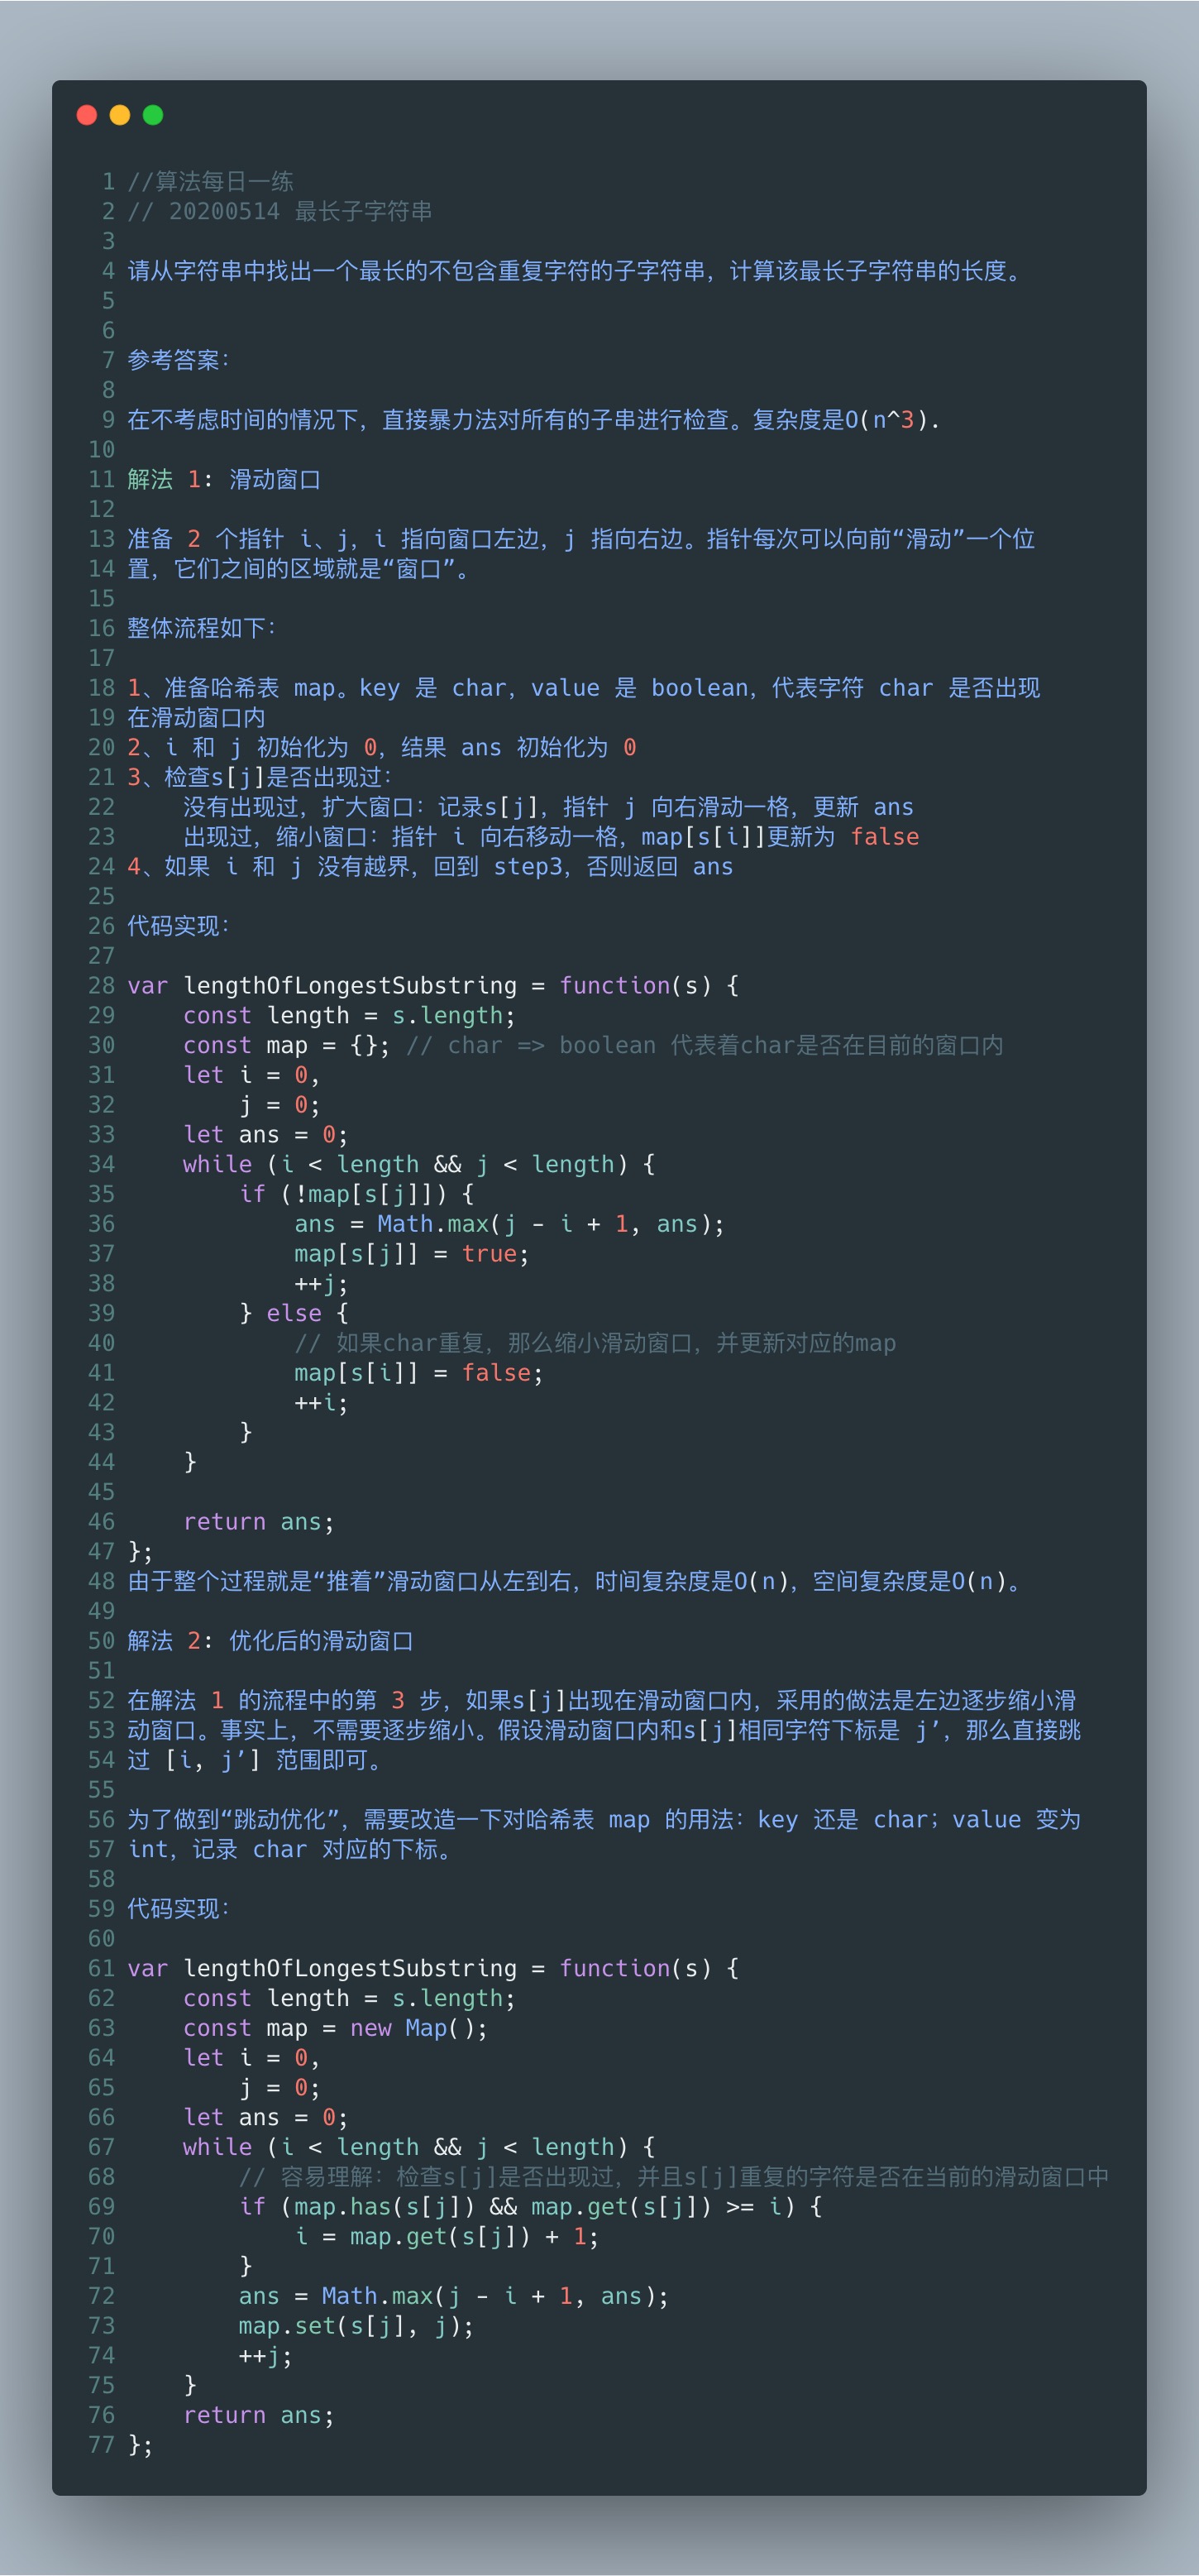 1 //算法每日一练
2 // 20200514 最长子字符串
3
4 请从字符串中找出一个最长的不包含重复字符的子字符串，计算该最长子字符串的长度。
5
6
7 参考答案：
8
9 在不考虑时间的情况下，直接暴力法对所有的子串进行检查。复杂度是O(n^3).
10
11 解法 1: 滑动窗口
12
13 准备 2 个指针 i、j，i 指向窗口左边，j 指向右边。指针每次可以向前“滑动”一个位
14 置，它们之间的区域就是“窗口”。
15
16 整体流程如下：
17
18 1、准备哈希表 map。key 是 char，value 是 boolean，代表字符 char 是否出现
19 在滑动窗口内
20 2、i 和 j 初始化为 0，结果 ans 初始化为 0
21 3、检查s[j]是否出现过：
22     没有出现过，扩大窗口：记录s[j]，指针 j 向右滑动一格，更新 ans
23     出现过，缩小窗口：指针 i 向右移动一格，map[s[i]]更新为 false
24 4、如果 i 和 j 没有越界，回到 step3，否则返回 ans
25
26 代码实现：
27
28 var lengthOfLongestSubstring = function(s) {
29     const length = s.length;
30     const map = {}; // char => boolean 代表着char是否在目前的窗口内
31     let i = 0,
32         j = 0;
33     let ans = 0;
34     while (i < length && j < length) {
35         if (!map[s[j]]) {
36             ans = Math.max(j - i + 1, ans);
37             map[s[j]] = true;
38             ++j;
39         } else {
40             // 如果char重复，那么缩小滑动窗口，并更新对应的map
41             map[s[i]] = false;
42             ++i;
43         }
44     }
45
46     return ans;
47 };
48 由于整个过程就是“推着”滑动窗口从左到右，时间复杂度是O(n)，空间复杂度是O(n)。
49
50 解法 2: 优化后的滑动窗口
51
52 在解法 1 的流程中的第 3 步，如果s[j]出现在滑动窗口内，采用的做法是左边逐步缩小滑
53 动窗口。事实上，不需要逐步缩小。假设滑动窗口内和s[j]相同字符下标是 j’，那么直接跳
54 过 [i, j’] 范围即可。
55
56 为了做到“跳动优化”，需要改造一下对哈希表 map 的用法：key 还是 char；value 变为
57 int，记录 char 对应的下标。
58
59 代码实现：
60
61 var lengthOfLongestSubstring = function(s) {
62     const length = s.length;
63     const map = new Map();
64     let i = 0,
65         j = 0;
66     let ans = 0;
67     while (i < length && j < length) {
68         // 容易理解：检查s[j]是否出现过，并且s[j]重复的字符是否在当前的滑动窗口中
69         if (map.has(s[j]) && map.get(s[j]) >= i) {
70             i = map.get(s[j]) + 1;
71         }
72         ans = Math.max(j - i + 1, ans);
73         map.set(s[j], j);
74         ++j;
75     }
76     return ans;
77 };